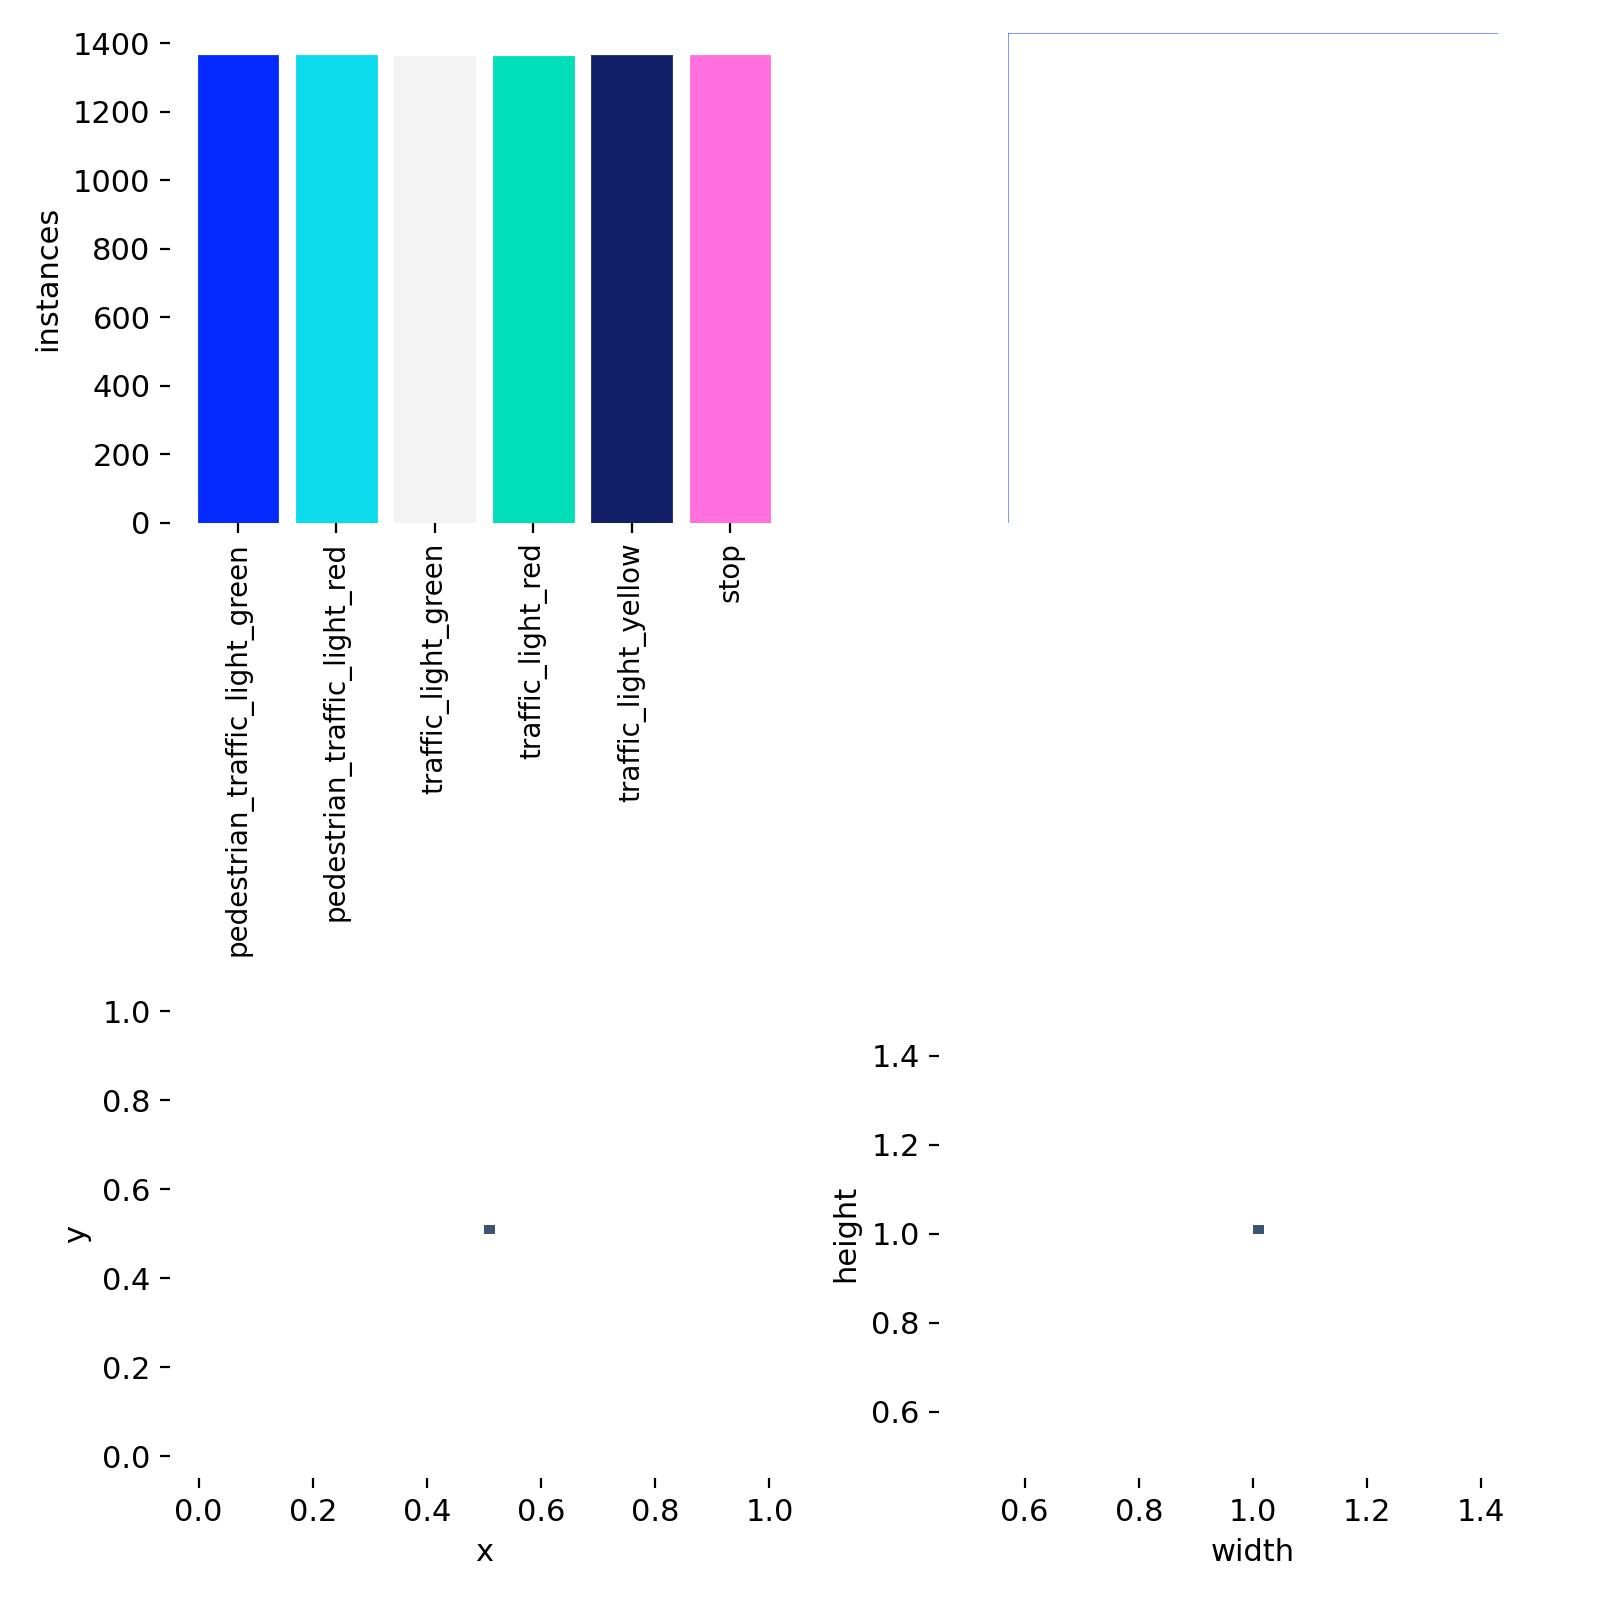 1400
1200
1000
800
600
400
200
0
instances
pedestrian_traffic_light_green
pedestrian_traffic_light_red
traffic_light_green
traffic_light_red
traffic_light_yellow
stop
1.0
0.8
0.6
0.4
0.2
0.0
y
0.0 0.2 0.4 0.6 0.8 1.0
x
1.4
1.2
1.0
0.8
0.6
height
0.6 0.8 1.0 1.2 1.4
width